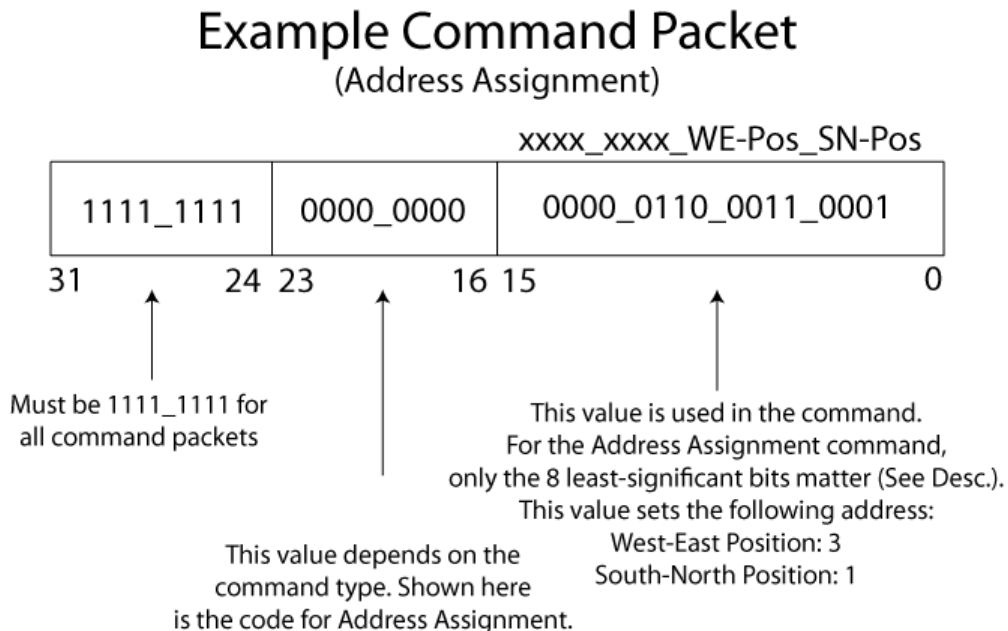 Example Command Packet
(Address Assignment)
xxxx_xxxx_WE-Pos_SN-Pos
1111_1111 0000_0000 0000_0110_0011_0001
31 24 23 16 15 0
Must be 1111_1111 for
all command packets
This value is used in the command.
For the Address Assignment command,
only the 8 least-significant bits matter (See Desc.).
This value sets the following address:
West-East Position: 3
South-North Position: 1
This value depends on the
command type. Shown here
is the code for Address Assignment.